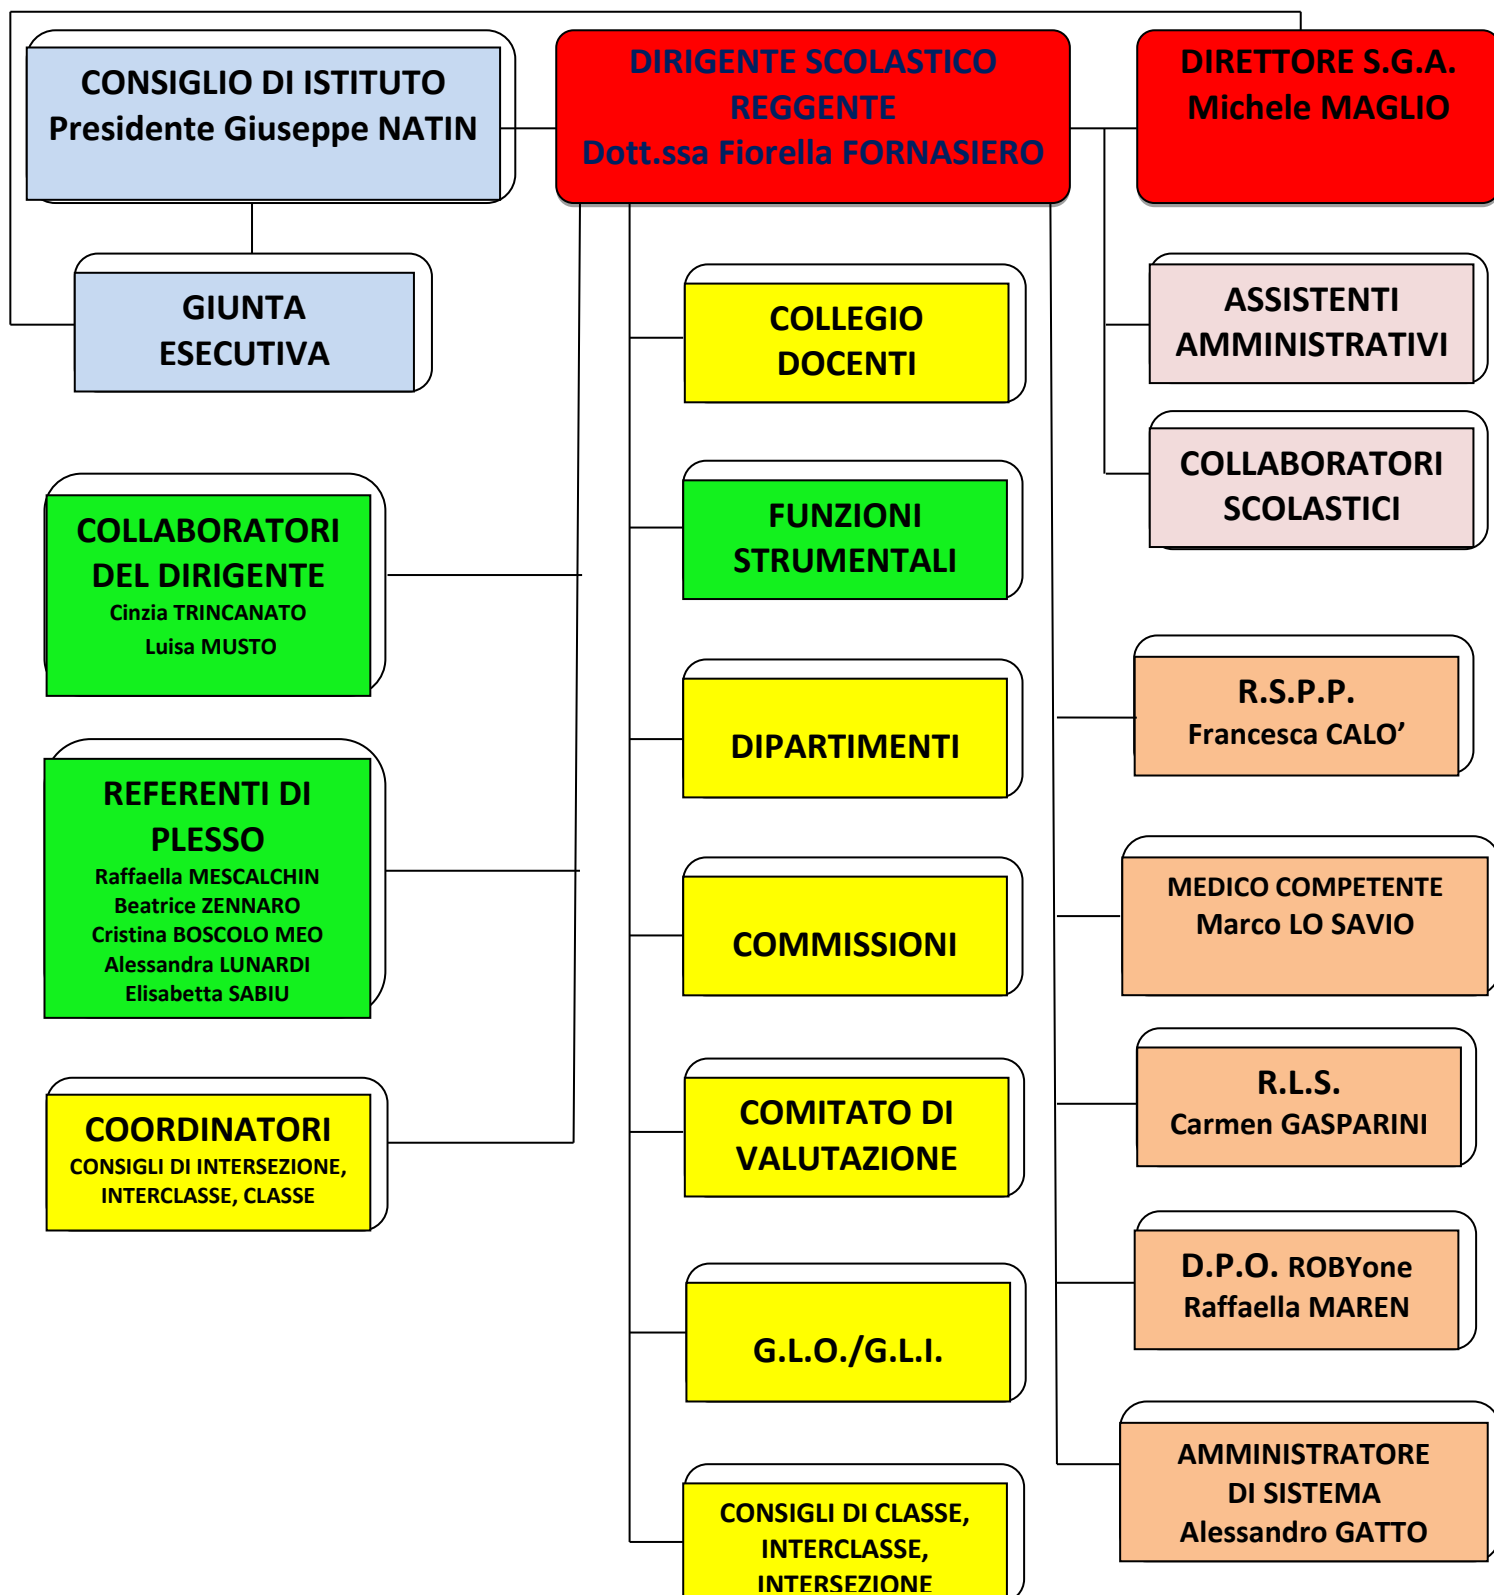 CONSIGLIO DI ISTITUTO
Presidente Giuseppe NATIN
DIRIGENTE SCOLASTICO
REGGENTE
Dott.ssa Fiorella FORNASIERO
DIRETTORE S.G.A.
Michele MAGLIO
GIUNTA
ESECUTIVA
COLLABORATORI
DEL DIRIGENTE
Cinzia TRINCANATO
Luisa MUSTO
REFERENTI DI
PLESSO
Raffaella MESCALCHIN
Beatrice ZENNARO
Cristina BOSCOLO MEO
Alessandra LUNARDI
Elisabetta SABIU
COORDINATORI
CONSIGLI DI INTERSEZIONE,
INTERCLASSE, CLASSE
COLLEGIO
DOCENTI
FUNZIONI
STRUMENTALI
DIPARTIMENTI
COMMISSIONI
COMITATO DI
VALUTAZIONE
G.L.O./G.L.I.
CONSIGLI DI CLASSE,
INTERCLASSE,
INTERSEZIONE
ASSISTENTI
AMMINISTRATIVI
COLLABORATORI
SCOLASTICI
R.S.P.P.
Francesca CALO’
MEDICO COMPETENTE
Marco LO SAVIO
R.L.S.
Carmen GASPARINI
D.P.O. ROBYone
Raffaella MAREN
AMMINISTRATORE
DI SISTEMA
Alessandro GATTO